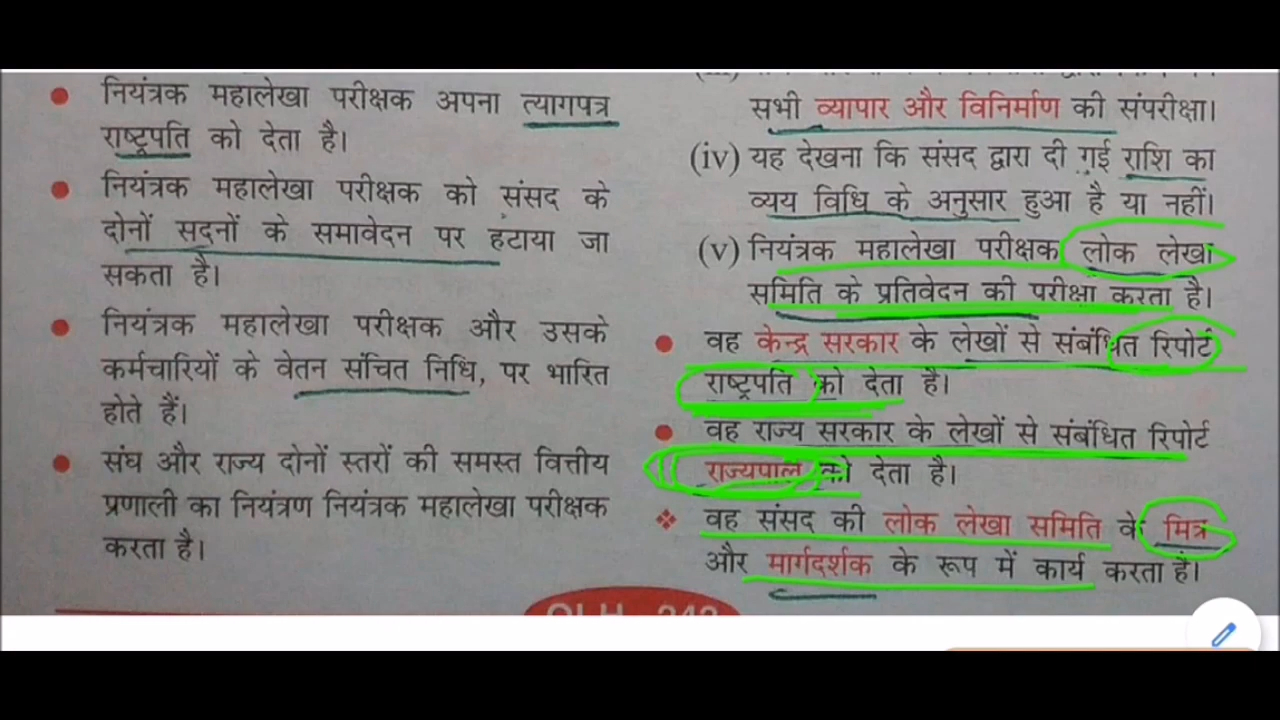 नियंत्रक महालेखा परीक्षक अपना त्यागपत्र
राष्ट्रपति को देता है।
नियंत्रक महालेखा परीक्षक को संसद के
दोनों सदनों के समावेदन पर हटाया जा
सकता है।
नियंत्रक महालेखा परीक्षक और उसके
कर्मचारियों के वेतन संचित निधि, पर भारित
होते हैं।
संघ और राज्य दोनों स्तरों की समस्त वित्तीय
प्रणाली का नियंत्रण नियंत्रक महालेखा परीक्षक
करता है।
सभी व्यापार और विनिर्माण की संपरीक्षा।
(iv) यह देखना कि संसद द्वारा दी गई राशि का
व्यय विधि के अनुसार हुआ है या नहीं।
(v) नियंत्रक महालेखा परीक्षक लोक लेखा
समिति के प्रतिवेदन की परीक्षा करता है।
वह केन्द्र सरकार के लेखों से संबंधित रिपोर्ट
राष्ट्रपति को देता है।
वह राज्य सरकार के लेखों से संबंधित रिपोर्ट
राज्यपाल को देता है।
वह संसद की लोक लेखा समिति के मित्र
और मार्गदर्शक के रूप में कार्य करता है।